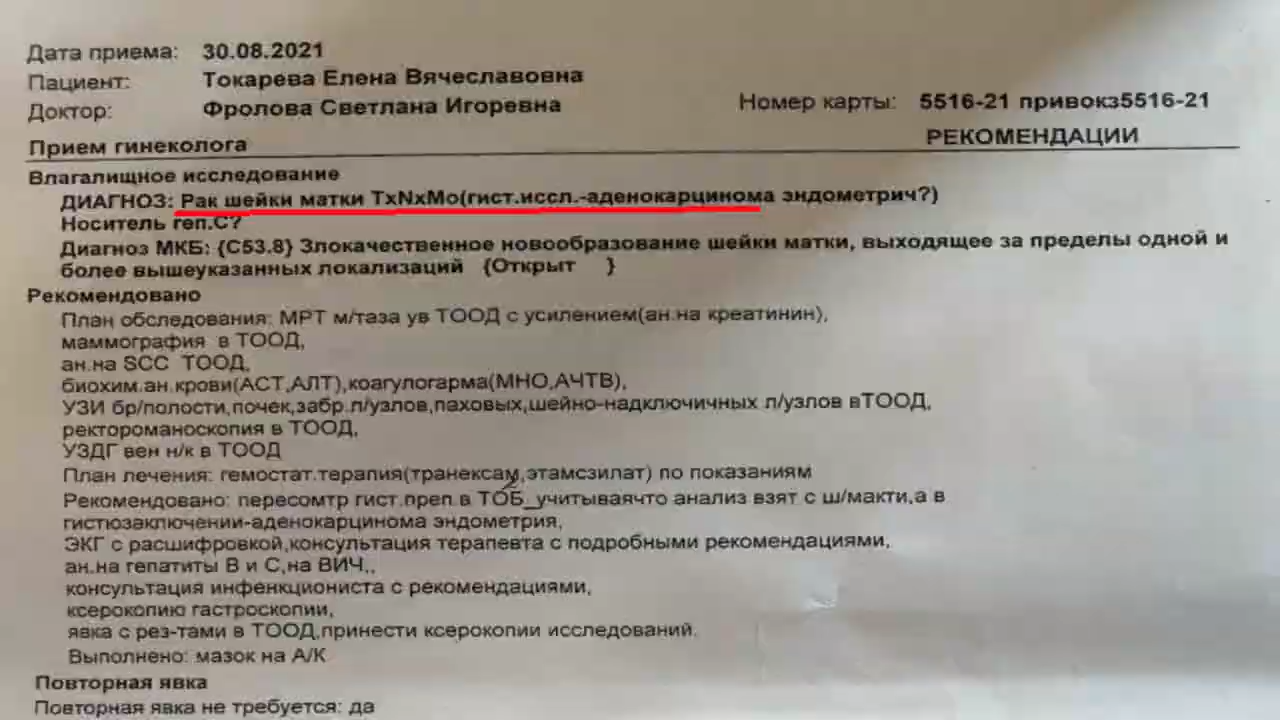 Дата приема: 30.08.2021
Пациент: Токарева Елена Вячеславовна
Доктор: Фролова Светлана Игоревна Номер карты: 5516-21 привокз5516-21
Прием гинеколога РЕКОМЕНДАЦИИ
Влагалищное исследование
ДИАГНОЗ: Рак шейки матки TxNxMo(гист.иссл.-аденокарцинома эндометрич?)
Носитель геп.С?
Диагноз МКБ: {C53.8} Злокачественное новообразование шейки матки, выходящее за пределы одной и
более вышеуказанных локализаций {Открыт }
Рекомендовано
План обследования: МРТ м/таза ув ТООД с усилением(ан.на креатинин),
маммография в ТООД,
ан.на SCC ТООД,
биохим.ан.крови(АСТ,АЛТ),коагулогарма(МНО,АЧТВ),
УЗИ бр/полости,почек,забр.л/узлов,паховых,шейно-надключичных л/узлов вТООД,
ректороманоскопия в ТООД,
УЗДГ вен н/к в ТООД
План лечения: гемостат.терапия(транексам,этамсзилат) по показаниям
Рекомендовано: пересомтр гист.преп.в ТОБ_учитываячто анализ взят с ш/макти,а в
гистюзаключении-аденокарцинома эндометрия,
ЭКГ с расшифровкой,консультация терапевта с подробными рекомендациями,
ан.на гепатиты В и С,на ВИЧ,,
консультация инфенкциониста с рекомендациями,
ксерокопию гастроскопии,
явка с рез-тами в ТООД,принести ксерокопии исследований.
Выполнено: мазок на А/К
Повторная явка
Повторная явка не требуется: да